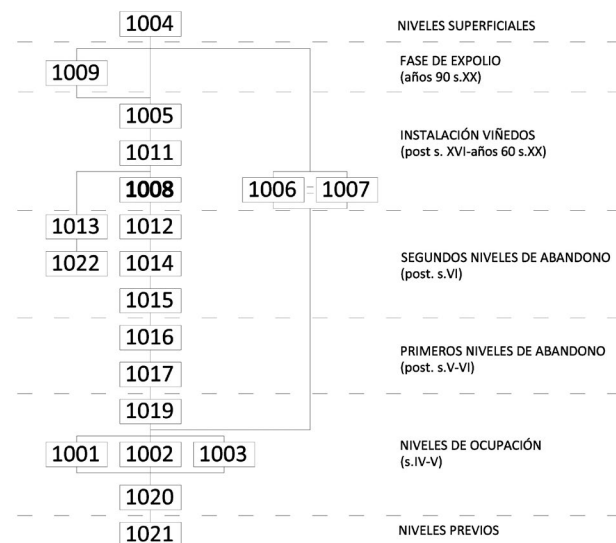 1004
NIVELES SUPERFICIALES
1009
FASE DE EXPOLIO
(años 90 s.XX)
1005
1011
INSTALACIÓN VIÑEDOS
(post s. XVI-años 60 s.XX)
1008
1006 = 1007
1013
1012
1022
1014
SEGUNDOS NIVELES DE ABANDONO
(post. s.VI)
1015
1016
PRIMEROS NIVELES DE ABANDONO
(post. s.V-VI)
1017
1019
1001
1002
1003
NIVELES DE OCUPACIÓN
(s.IV-V)
1020
1021
NIVELES PREVIOS